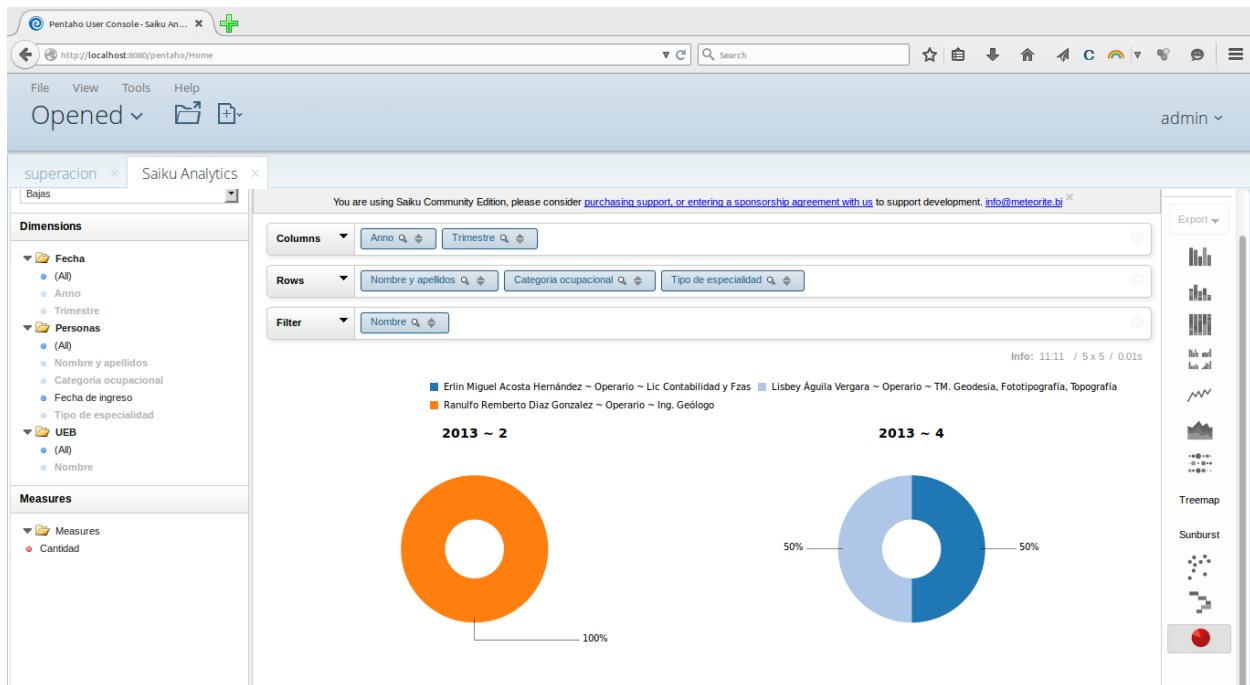 Pentaho User Console - Saiku An...
http://localhost:8080/pentaho/Home
Search
File View Tools Help
Opened
admin
superacion
Saiku Analytics
Bajas
Dimensions
Fecha
(All)
Anno
Trimestre
Personas
(All)
Nombre y apellidos
Categoria ocupacional
Fecha de ingreso
Tipo de especialidad
UEB
(All)
Nombre
Measures
Measures
Cantidad
You are using Saiku Community Edition, please consider purchasing support, or entering a sponsorship agreement with us to support development. info@meteorite.bi
Columns Anno Trimestre
Rows Nombre y apellidos Categoria ocupacional Tipo de especialidad
Filter Nombre
Info: 11:11 / 5 x 5 / 0.01s
Erlin Miguel Acosta Hernández ~ Operario ~ Lic Contabilidad y Fzas Lisbey Águila Vergara ~ Operario ~ TM. Geodesia, Fototipografía, Topografía
Ranulfo Remberto Diaz Gonzalez ~ Operario ~ Ing. Geólogo
2013 ~ 2
2013 ~ 4
100%
50%
50%
Export
Treemap
Sunburst